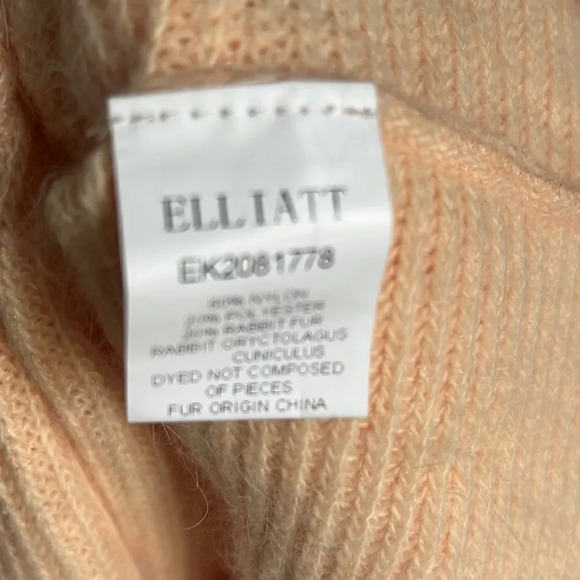 ELLIATT
EK2081778
60% NYLON
20% POLYESTER
20% RABBIT FUR
RABBIT ORYCTOLAGUS
CUNICULUS
DYED NOT COMPOSED
OF PIECES
FUR ORIGIN CHINA